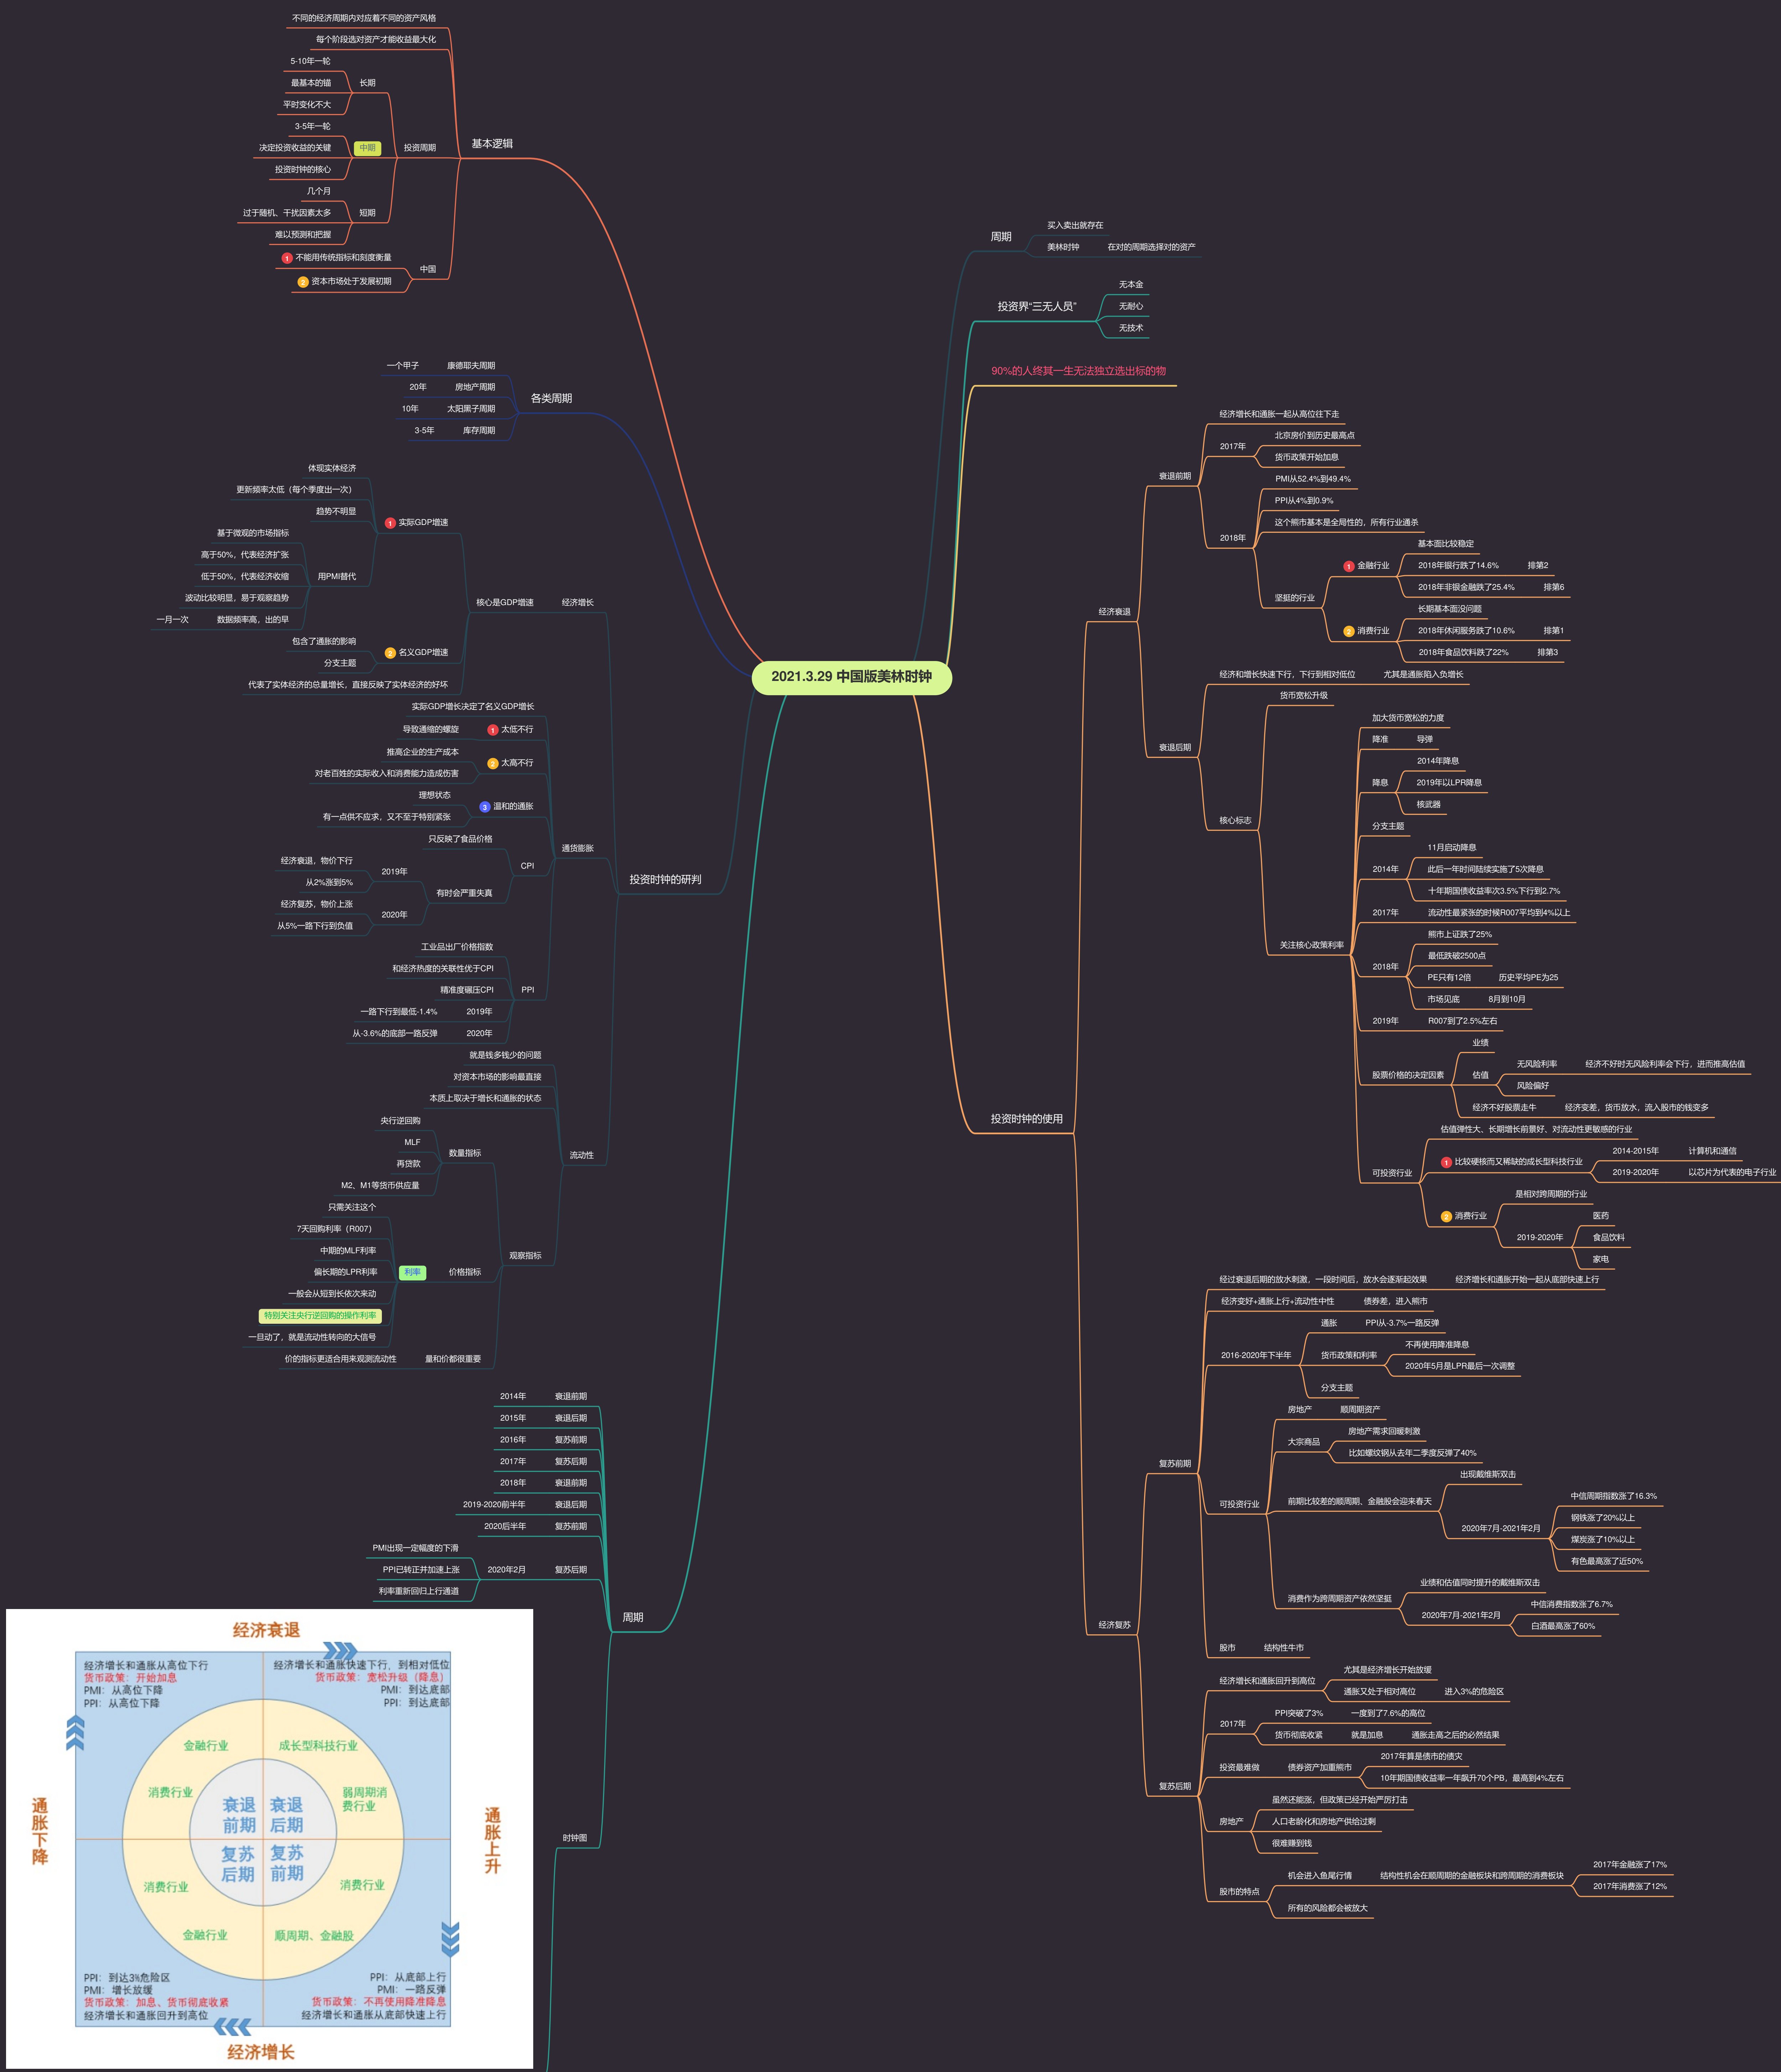 2021.3.29 中国版美林时钟
基本逻辑
不同的经济周期内对应着不同的资产风格
每个阶段选对资产才能收益最大化
投资周期
长期
5-10年一轮
最基本的锚
平时变化不大
中期
3-5年一轮
决定投资收益的关键
投资时钟的核心
短期
几个月
过于随机、干扰因素太多
难以预测和把握
中国
1 不能用传统指标和刻度衡量
2 资本市场处于发展初期
各类周期
康德耶夫周期
一个甲子
房地产周期
20年
太阳黑子周期
10年
库存周期
3-5年
投资时钟的研判
经济增长
核心是GDP增速
1 实际GDP增速
体现实体经济
更新频率太低（每个季度出一次）
趋势不明显
用PMI替代
基于微观的市场指标
高于50%，代表经济扩张
低于50%，代表经济收缩
波动比较明显，易于观察趋势
数据频率高，出的早
一月一次
2 名义GDP增速
包含了通胀的影响
分支主题
代表了实体经济的总量增长，直接反映了实体经济的好坏
通货膨胀
实际GDP增长决定了名义GDP增长
1 太低不行
导致通缩的螺旋
2 太高不行
推高企业的生产成本
对老百姓的实际收入和消费能力造成伤害
3 温和的通胀
理想状态
有一点供不应求，又不至于特别紧张
CPI
只反映了食品价格
有时会严重失真
2019年
经济衰退，物价下行
从2%涨到5%
2020年
经济复苏，物价上涨
从5%一路下行到负值
PPI
工业品出厂价格指数
和经济热度的关联性优于CPI
精准度碾压CPI
2019年
一路下行到最低-1.4%
2020年
从-3.6%的底部一路反弹
流动性
就是钱多钱少的问题
对资本市场的影响最直接
本质上取决于增长和通胀的状态
观察指标
数量指标
央行逆回购
MLF
再贷款
M2、M1等货币供应量
价格指标
利率
只需关注这个
7天回购利率（R007）
中期的MLF利率
偏长期的LPR利率
一般会从短到长依次来动
特别关注央行逆回购的操作利率
一旦动了，就是流动性转向的大信号
量和价都很重要
价的指标更适合用来观测流动性
周期
衰退前期
2014年
衰退后期
2015年
复苏前期
2016年
复苏后期
2017年
衰退前期
2018年
衰退后期
2019-2020前半年
复苏前期
2020后半年
复苏后期
2020年2月
PMI出现一定幅度的下滑
PPI已转正并加速上涨
利率重新回归上行通道
时钟图
经济衰退
经济增长和通胀从高位下行
货币政策：开始加息
PMI：从高位下降
PPI：从高位下降
经济增长和通胀快速下行，到相对低位
货币政策：宽松升级（降息）
PMI：到达底部
PPI：到达底部
金融行业
成长型科技行业
消费行业
弱周期消
费行业
衰退
前期
衰退
后期
通胀下降
通胀上升
复苏
后期
复苏
前期
消费行业
消费行业
金融行业
顺周期、金融股
PPI：到达3%危险区
PMI：增长放缓
货币政策：加息、货币彻底收紧
经济增长和通胀回升到高位
PPI：从底部上行
PMI：一路反弹
货币政策：不再使用降准降息
经济增长和通胀从底部快速上行
经济增长
周期
买入卖出就存在
美林时钟
在对的周期选择对的资产
投资界“三无人员”
无本金
无耐心
无技术
90%的人终其一生无法独立选出标的物
投资时钟的使用
经济衰退
衰退前期
经济增长和通胀一起从高位往下走
2017年
北京房价到历史最高点
货币政策开始加息
2018年
PMI从52.4%到49.4%
PPI从4%到0.9%
这个熊市基本是全局性的，所有行业通杀
坚挺的行业
1 金融行业
基本面比较稳定
2018年银行跌了14.6%
排第2
2018年非银金融跌了25.4%
排第6
2 消费行业
长期基本面没问题
2018年休闲服务跌了10.6%
排第1
2018年食品饮料跌了22%
排第3
衰退后期
经济和增长快速下行，下行到相对低位
尤其是通胀陷入负增长
核心标志
货币宽松升级
关注核心政策利率
加大货币宽松的力度
降准
导弹
降息
2014年降息
2019年以LPR降息
核武器
分支主题
2014年
11月启动降息
此后一年时间陆续实施了5次降息
十年期国债收益率次3.5%下行到2.7%
2017年
流动性最紧张的时候R007平均到4%以上
2018年
熊市上证跌了25%
最低跌破2500点
PE只有12倍
历史平均PE为25
市场见底
8月到10月
2019年
R007到了2.5%左右
股票价格的决定因素
业绩
估值
无风险利率
经济不好时无风险利率会下行，进而推高估值
风险偏好
经济不好股票走牛
经济变差，货币放水，流入股市的钱变多
可投资行业
估值弹性大，长期增长前景好，对流动性更敏感的行业
1 比较硬核而又稀缺的成长型科技行业
2014-2015年
计算机和通信
2019-2020年
以芯片为代表的电子行业
2 消费行业
是相对跨周期的行业
2019-2020年
医药
食品饮料
家电
经济复苏
复苏前期
经过衰退后期的放水刺激，一段时间后，放水会逐渐起效果
经济增长和通胀开始一起从底部快速上行
经济变好+通胀上行+流动性中性
债券差，进入熊市
2016-2020年下半年
通胀
PPI从-3.7%一路反弹
货币政策和利率
不再使用降准降息
2020年5月是LPR最后一次调整
分支主题
可投资行业
房地产
顺周期资产
大宗商品
房地产需求回暖刺激
比如螺纹钢从去年二季度反弹了40%
前期比较差的顺周期、金融股会迎来春天
出现戴维斯双击
2020年7月-2021年2月
中信周期指数涨了16.3%
钢铁涨了20%以上
煤炭涨了10%以上
有色最高涨了近50%
消费作为跨周期资产依然坚挺
业绩和估值同时提升的戴维斯双击
2020年7月-2021年2月
中信消费指数涨了6.7%
白酒最高涨了60%
股市
结构性牛市
复苏后期
经济增长和通胀回升到高位
尤其是经济增长开始放缓
通胀又处于相对高位
进入3%的危险区
2017年
PPI突破了3%
一度到了7.6%的高位
货币彻底收紧
就是加息
通胀走高之后的必然结果
投资最难做
债券资产加重熊市
2017年算是债市的债灾
10年期国债收益率一年飙升70个PB，最高到4%左右
房地产
虽然还能涨，但政策已经开始严厉打击
人口老龄化和房地产供给过剩
很难赚到钱
股市的特点
机会进入鱼尾行情
结构性机会在顺周期的金融板块和跨周期的消费板块
2017年金融涨了17%
2017年消费涨了12%
所有的风险都会被放大